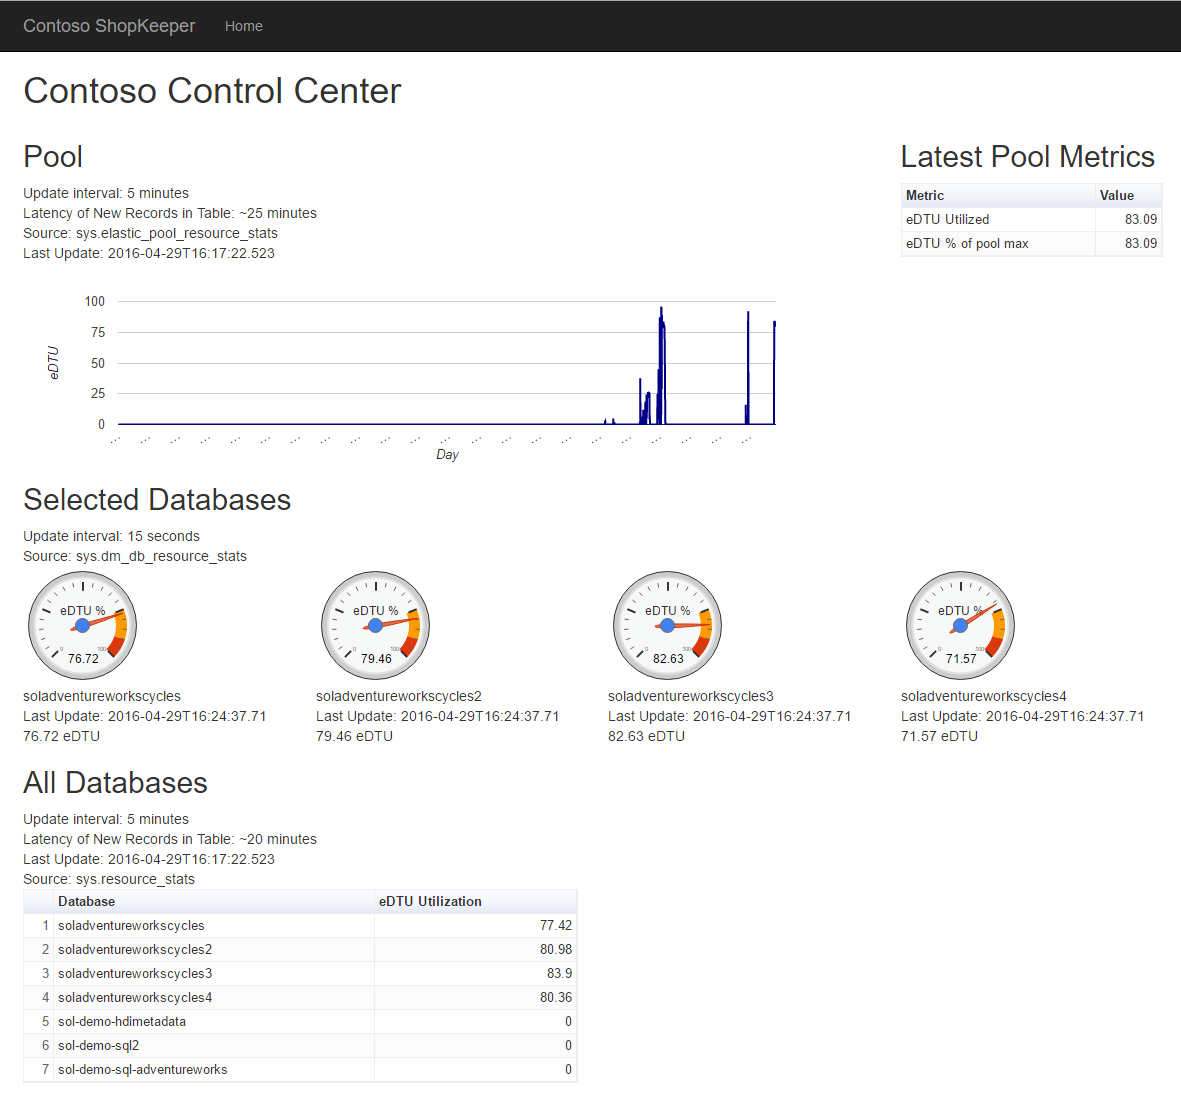 Contoso ShopKeeper Home
Contoso Control Center
Pool
Update interval: 5 minutes
Latency of New Records in Table: ~25 minutes
Source: sys.elastic_pool_resource_stats
Last Update: 2016-04-29T16:17:22.523
Latest Pool Metrics
Metric Value
eDTU Utilized 83.09
eDTU % of pool max 83.09
100
75
50
25
0
eDTU
Day
Selected Databases
Update interval: 15 seconds
Source: sys.dm_db_resource_stats
eDTU % eDTU % eDTU % eDTU %
0 100 0 100 0 100 0 100
76.72 79.46 82.63 71.57
soladventureworkscycles soladventureworkscycles2 soladventureworkscycles3 soladventureworkscycles4
Last Update: 2016-04-29T16:24:37.71 Last Update: 2016-04-29T16:24:37.71 Last Update: 2016-04-29T16:24:37.71 Last Update: 2016-04-29T16:24:37.71
76.72 eDTU 79.46 eDTU 82.63 eDTU 71.57 eDTU
All Databases
Update interval: 5 minutes
Latency of New Records in Table: ~20 minutes
Last Update: 2016-04-29T16:17:22.523
Source: sys.resource_stats
Database eDTU Utilization
1 soladventureworkscycles 77.42
2 soladventureworkscycles2 80.98
3 soladventureworkscycles3 83.9
4 soladventureworkscycles4 80.36
5 sol-demo-hdimetadata 0
6 sol-demo-sql2 0
7 sol-demo-sql-adventureworks 0